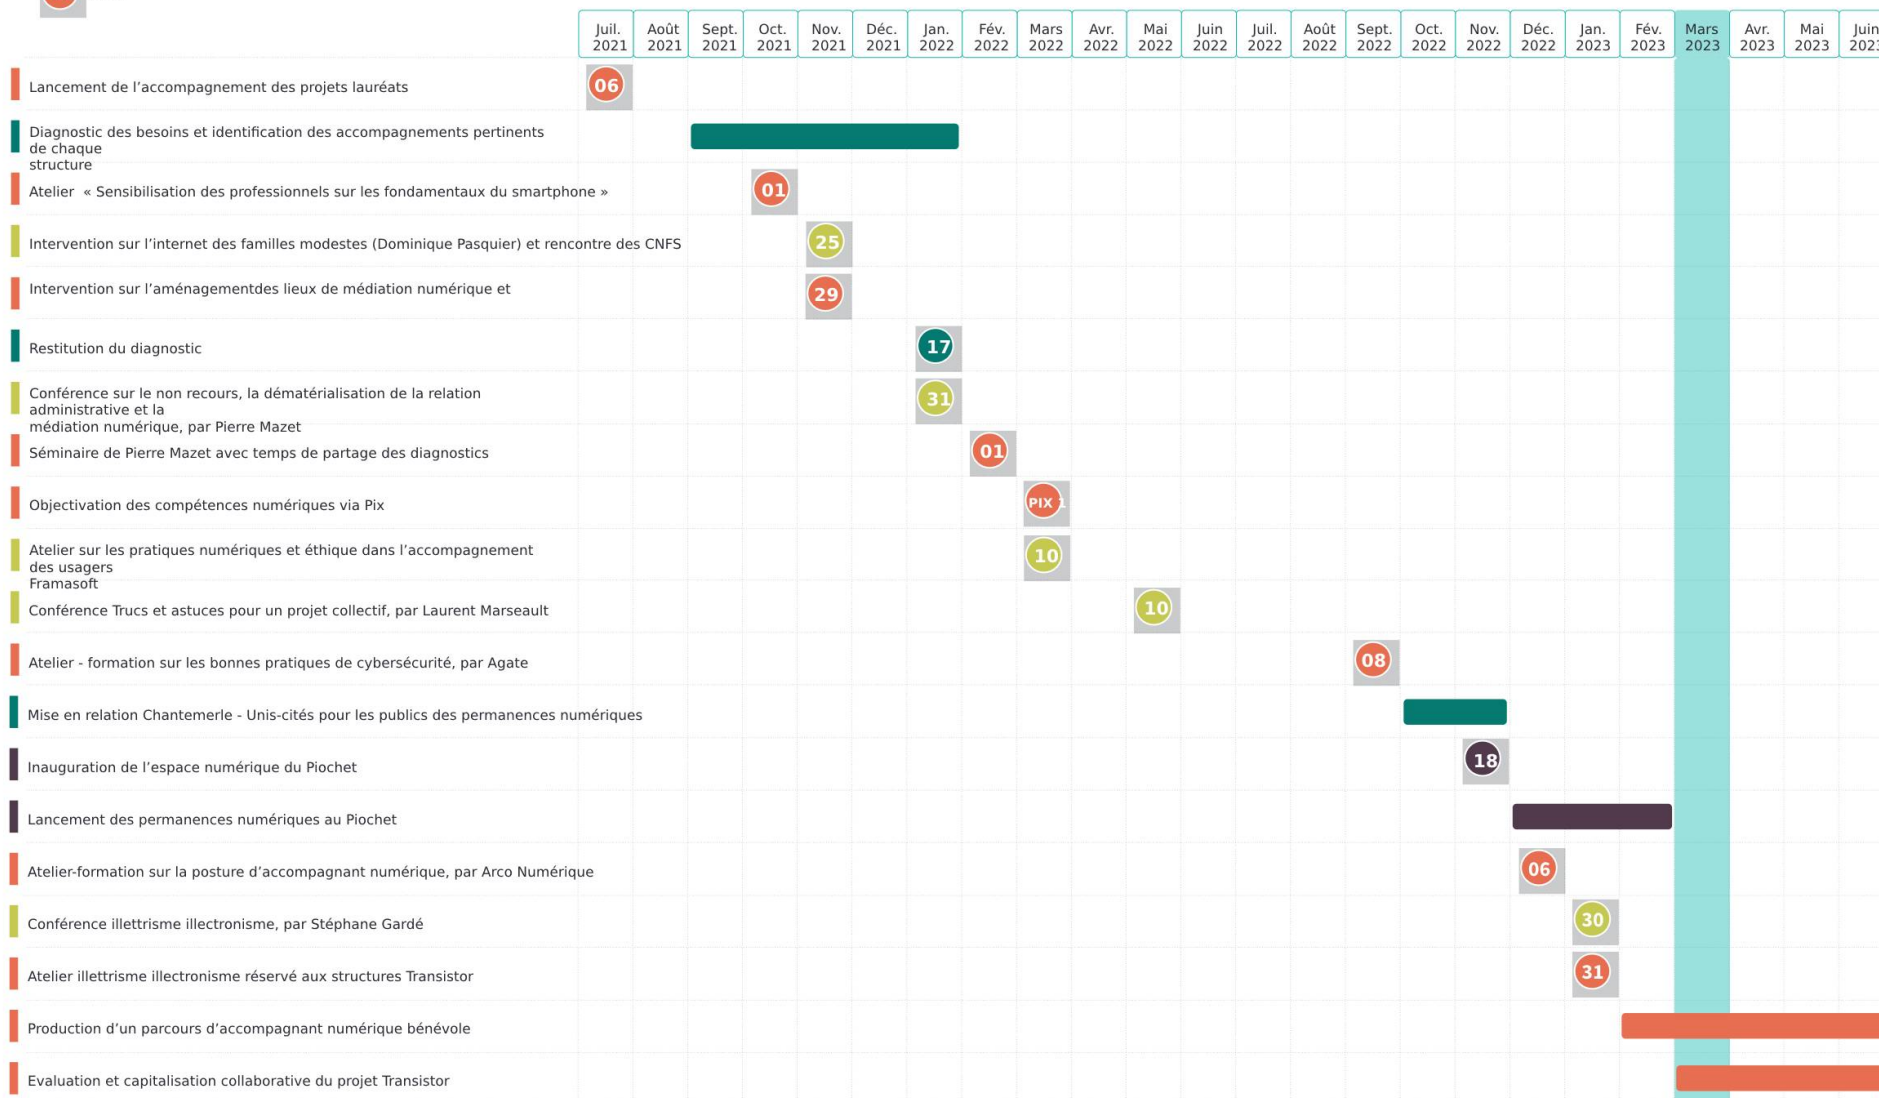 Juil. Août Sept. Oct. Nov. Déc. Jan. Fév. Mars Avr. Mai Juin Juil. Août Sept. Oct. Nov. Déc. Jan. Fév. Mars Avr. Mai Juin
2021 2021 2021 2021 2021 2021 2022 2022 2022 2022 2022 2022 2022 2022 2022 2022 2022 2022 2023 2023 2023 2023 2023
Lancement de l’accompagnement des projets lauréats 06
Diagnostic des besoins et identification des accompagnements pertinents
de chaque
structure
Atelier « Sensibilisation des professionnels sur les fondamentaux du smartphone » 01
Intervention sur l’internet des familles modestes (Dominique Pasquier) et rencontre des CNFS 25
Intervention sur l’aménagementdes lieux de médiation numérique et 29
Restitution du diagnostic 17
Conférence sur le non recours, la dématérialisation de la relation
administrative et la 31
médiation numérique, par Pierre Mazet
Séminaire de Pierre Mazet avec temps de partage des diagnostics 01
Objectivation des compétences numériques via Pix PIX 1
Atelier sur les pratiques numériques et éthique dans l’accompagnement
des usagers 10
Framasoft
Conférence Trucs et astuces pour un projet collectif, par Laurent Marseault 10
Atelier - formation sur les bonnes pratiques de cybersécurité, par Agate 08
Mise en relation Chantemerle - Unis-cités pour les publics des permanences numériques
Inauguration de l’espace numérique du Piochet 18
Lancement des permanences numériques au Piochet
Atelier-formation sur la posture d’accompagnant numérique, par Arco Numérique 06
Conférence illettrisme illectronisme, par Stéphane Gardé 30
Atelier illettrisme illectronisme réservé aux structures Transistor 31
Production d’un parcours d’accompagnant numérique bénévole
Evaluation et capitalisation collaborative du projet Transistor